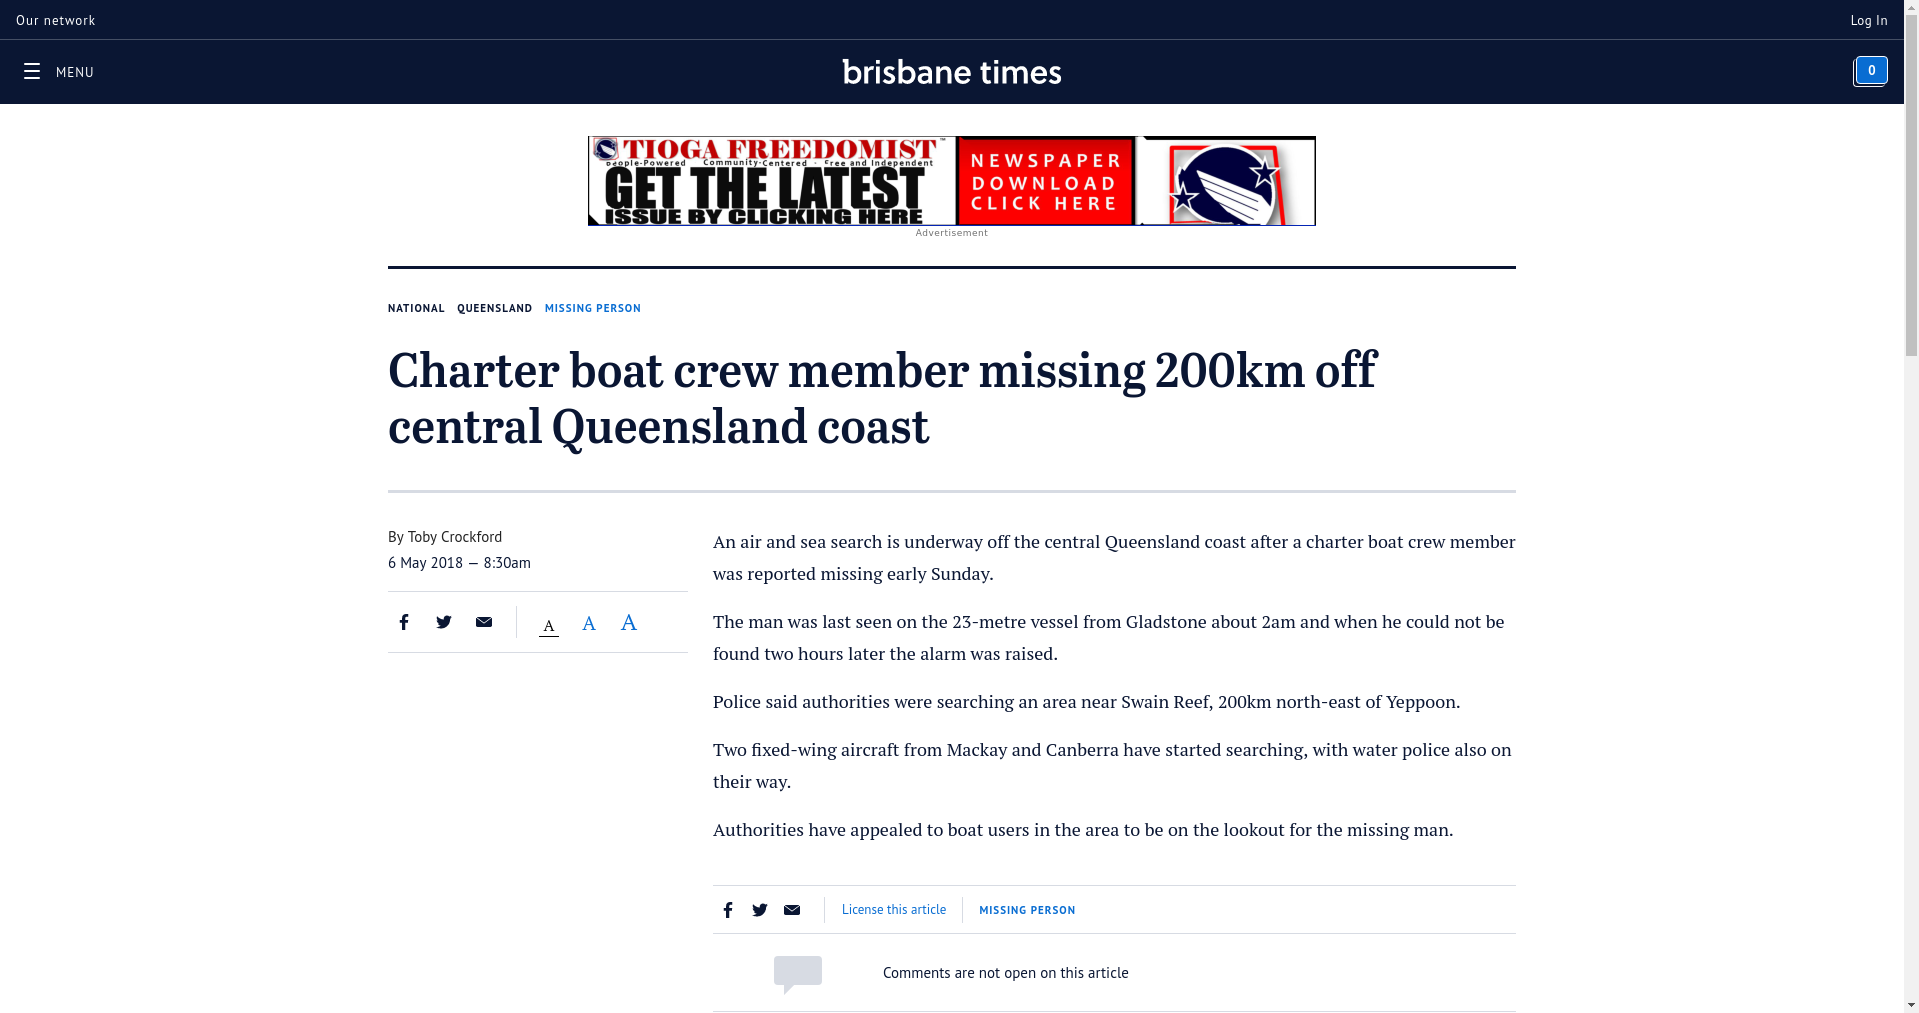 Our network
Log In
MENU
brisbane times
0
TIOGA FREEDOMIST
People-Powered Community-Centered · Free and Independent
GET THE LATEST
ISSUE BY CLICKING HERE
NEWSPAPER
DOWNLOAD
CLICK HERE
Advertisement
NATIONAL QUEENSLAND MISSING PERSON
Charter boat crew member missing 200km off
central Queensland coast
By Toby Crockford
6 May 2018 — 8:30am
A A A
An air and sea search is underway off the central Queensland coast after a charter boat crew member
was reported missing early Sunday.
The man was last seen on the 23-metre vessel from Gladstone about 2am and when he could not be
found two hours later the alarm was raised.
Police said authorities were searching an area near Swain Reef, 200km north-east of Yeppoon.
Two fixed-wing aircraft from Mackay and Canberra have started searching, with water police also on
their way.
Authorities have appealed to boat users in the area to be on the lookout for the missing man.
License this article
MISSING PERSON
Comments are not open on this article